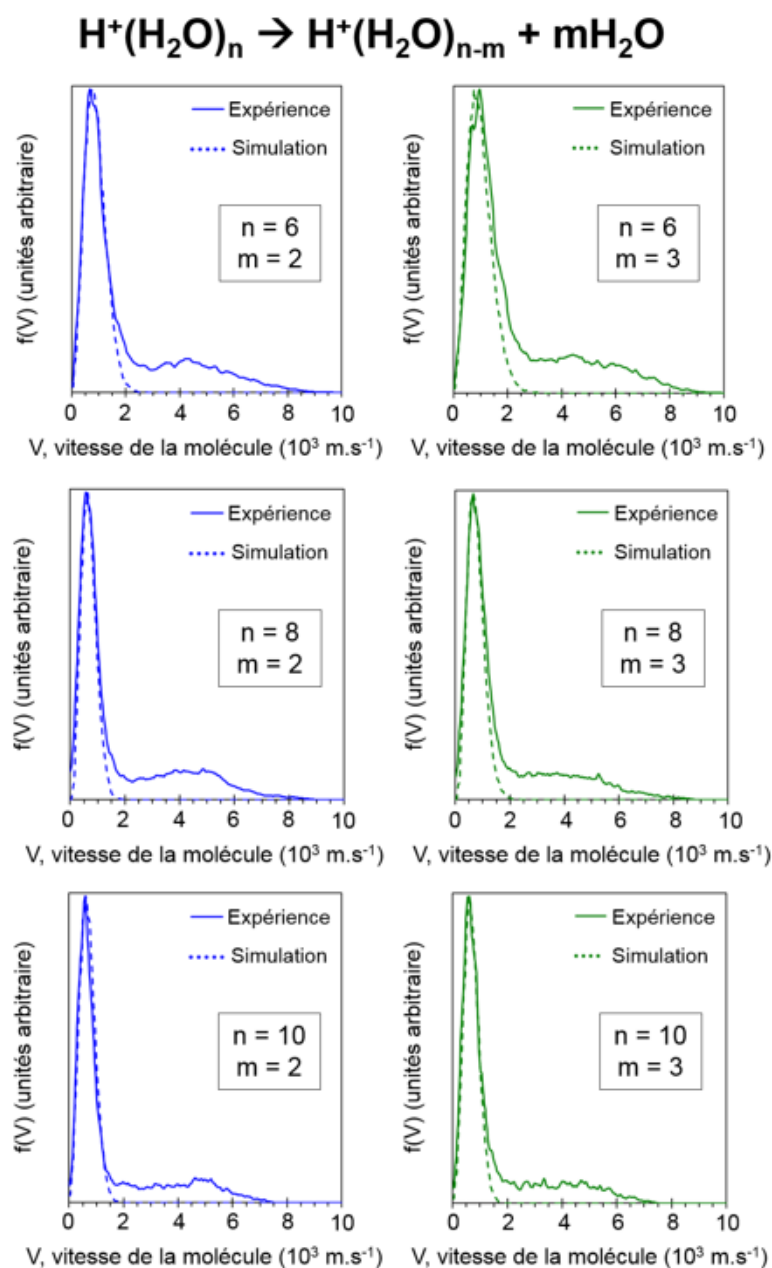 H⁺(H₂O)ₙ → H⁺(H₂O)ₙ₋ₘ + mH₂O
Expérience
Simulation
n = 6
m = 2
f(V) (unités arbitraire)
0 2 4 6 8 10
V, vitesse de la molécule (10³ m.s⁻¹)
Expérience
Simulation
n = 6
m = 3
f(V) (unités arbitraire)
0 2 4 6 8 10
V, vitesse de la molécule (10³ m.s⁻¹)
Expérience
Simulation
n = 8
m = 2
f(V) (unités arbitraire)
0 2 4 6 8 10
V, vitesse de la molécule (10³ m.s⁻¹)
Expérience
Simulation
n = 8
m = 3
f(V) (unités arbitraire)
0 2 4 6 8 10
V, vitesse de la molécule (10³ m.s⁻¹)
Expérience
Simulation
n = 10
m = 2
f(V) (unités arbitraire)
0 2 4 6 8 10
V, vitesse de la molécule (10³ m.s⁻¹)
Expérience
Simulation
n = 10
m = 3
f(V) (unités arbitraire)
0 2 4 6 8 10
V, vitesse de la molécule (10³ m.s⁻¹)